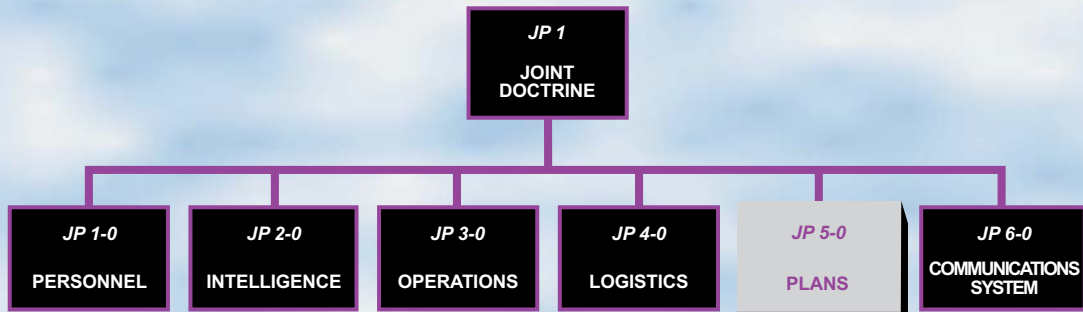 JP 1
JOINT
DOCTRINE
JP 1-0
PERSONNEL
JP 2-0
INTELLIGENCE
JP 3-0
OPERATIONS
JP 4-0
LOGISTICS
JP 5-0
PLANS
JP 6-0
COMMUNICATIONS
SYSTEM